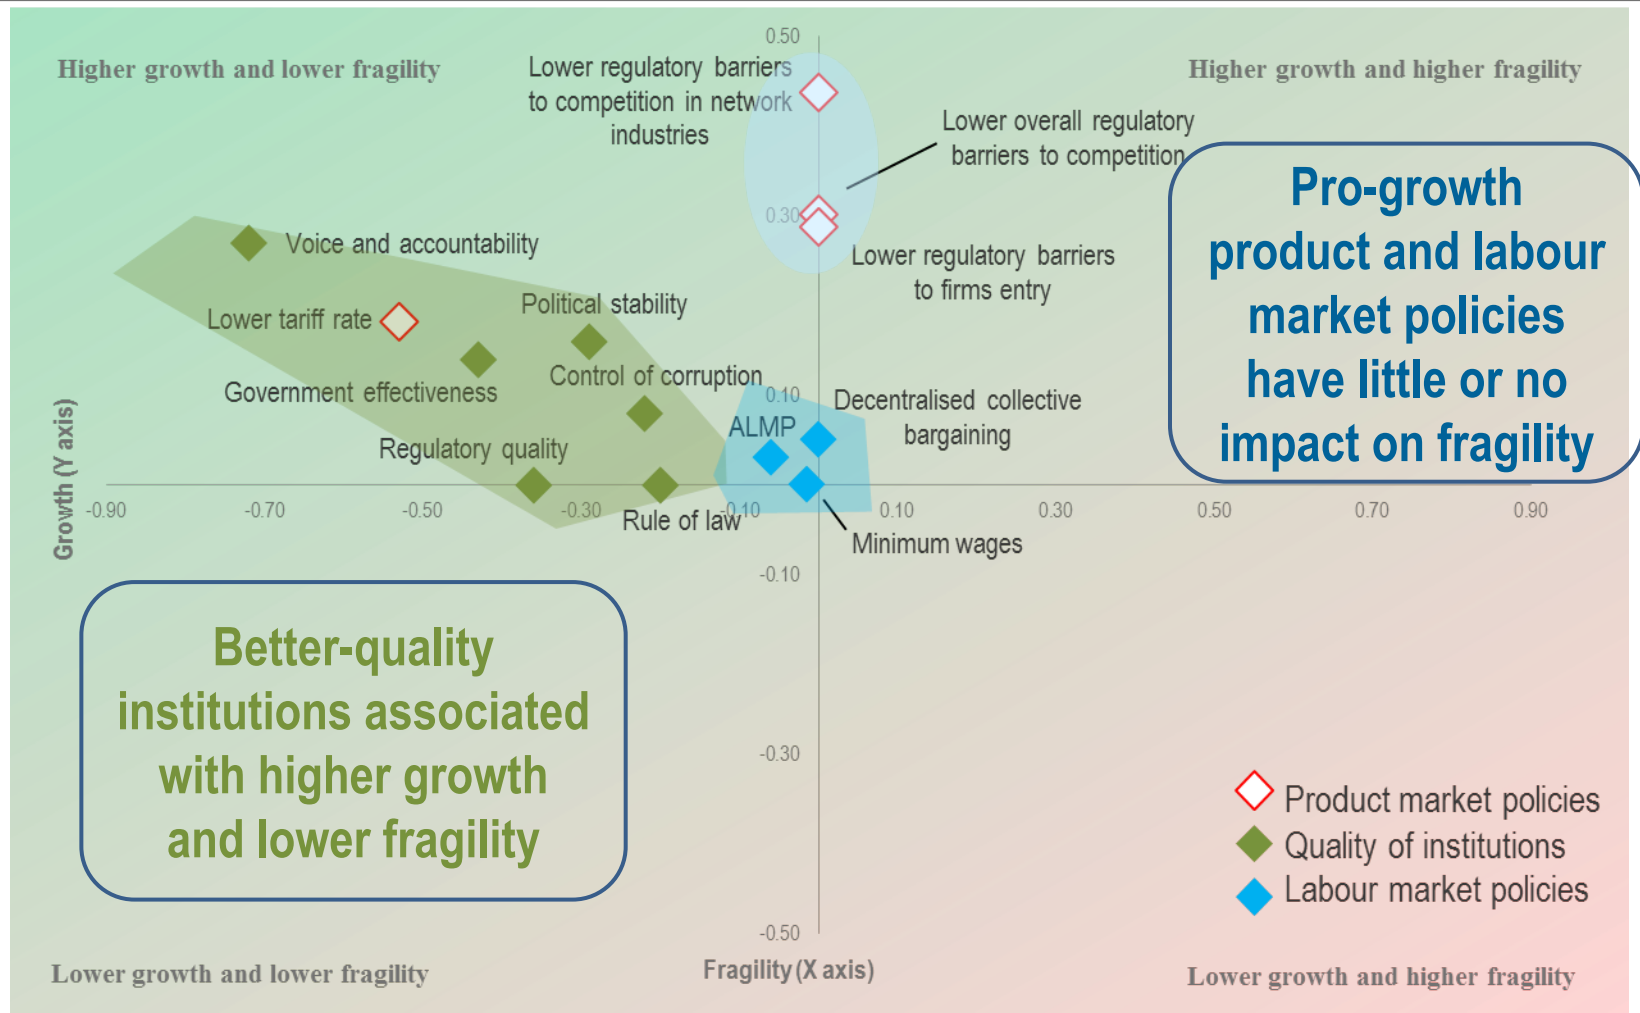 0.50
Higher growth and lower fragility
Lower regulatory barriers
to competition in network
industries
Higher growth and higher fragility
Lower overall regulatory
barriers to competition
0.30
Pro-growth
product and labour
market policies
have little or no
impact on fragility
Voice and accountability
Lower regulatory barriers
to firms entry
Political stability
Lower tariff rate
Control of corruption
Government effectiveness
0.10
Decentralised collective
bargaining
ALMP
Regulatory quality
Growth (Y axis)
-0.90
-0.70
-0.50
-0.30
-0.10
0.10
0.30
0.50
0.70
0.90
Rule of law
Minimum wages
-0.10
Better-quality
institutions associated
with higher growth
and lower fragility
-0.30
Product market policies
Quality of institutions
Labour market policies
-0.50
Lower growth and lower fragility
Fragility (X axis)
Lower growth and higher fragility